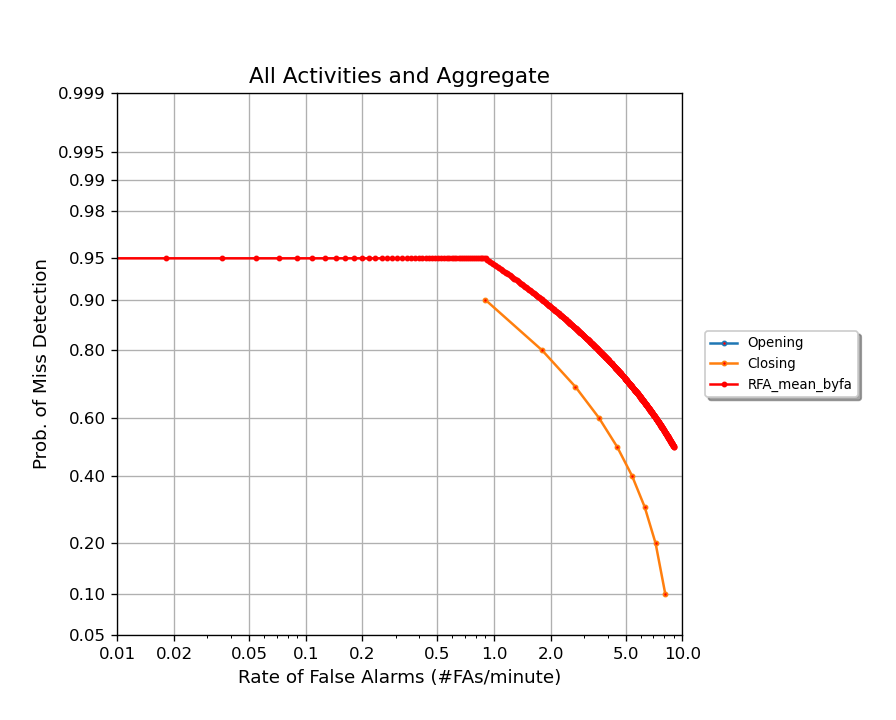 All Activities and Aggregate
0.999
0.995
0.99
0.98
0.95
0.90
0.80
0.60
0.40
0.20
0.10
0.05
Prob. of Miss Detection
0.01 0.02 0.05 0.1 0.2 0.5 1.0 2.0 5.0 10.0
Rate of False Alarms (#FAs/minute)
Opening
Closing
RFA_mean_byfa